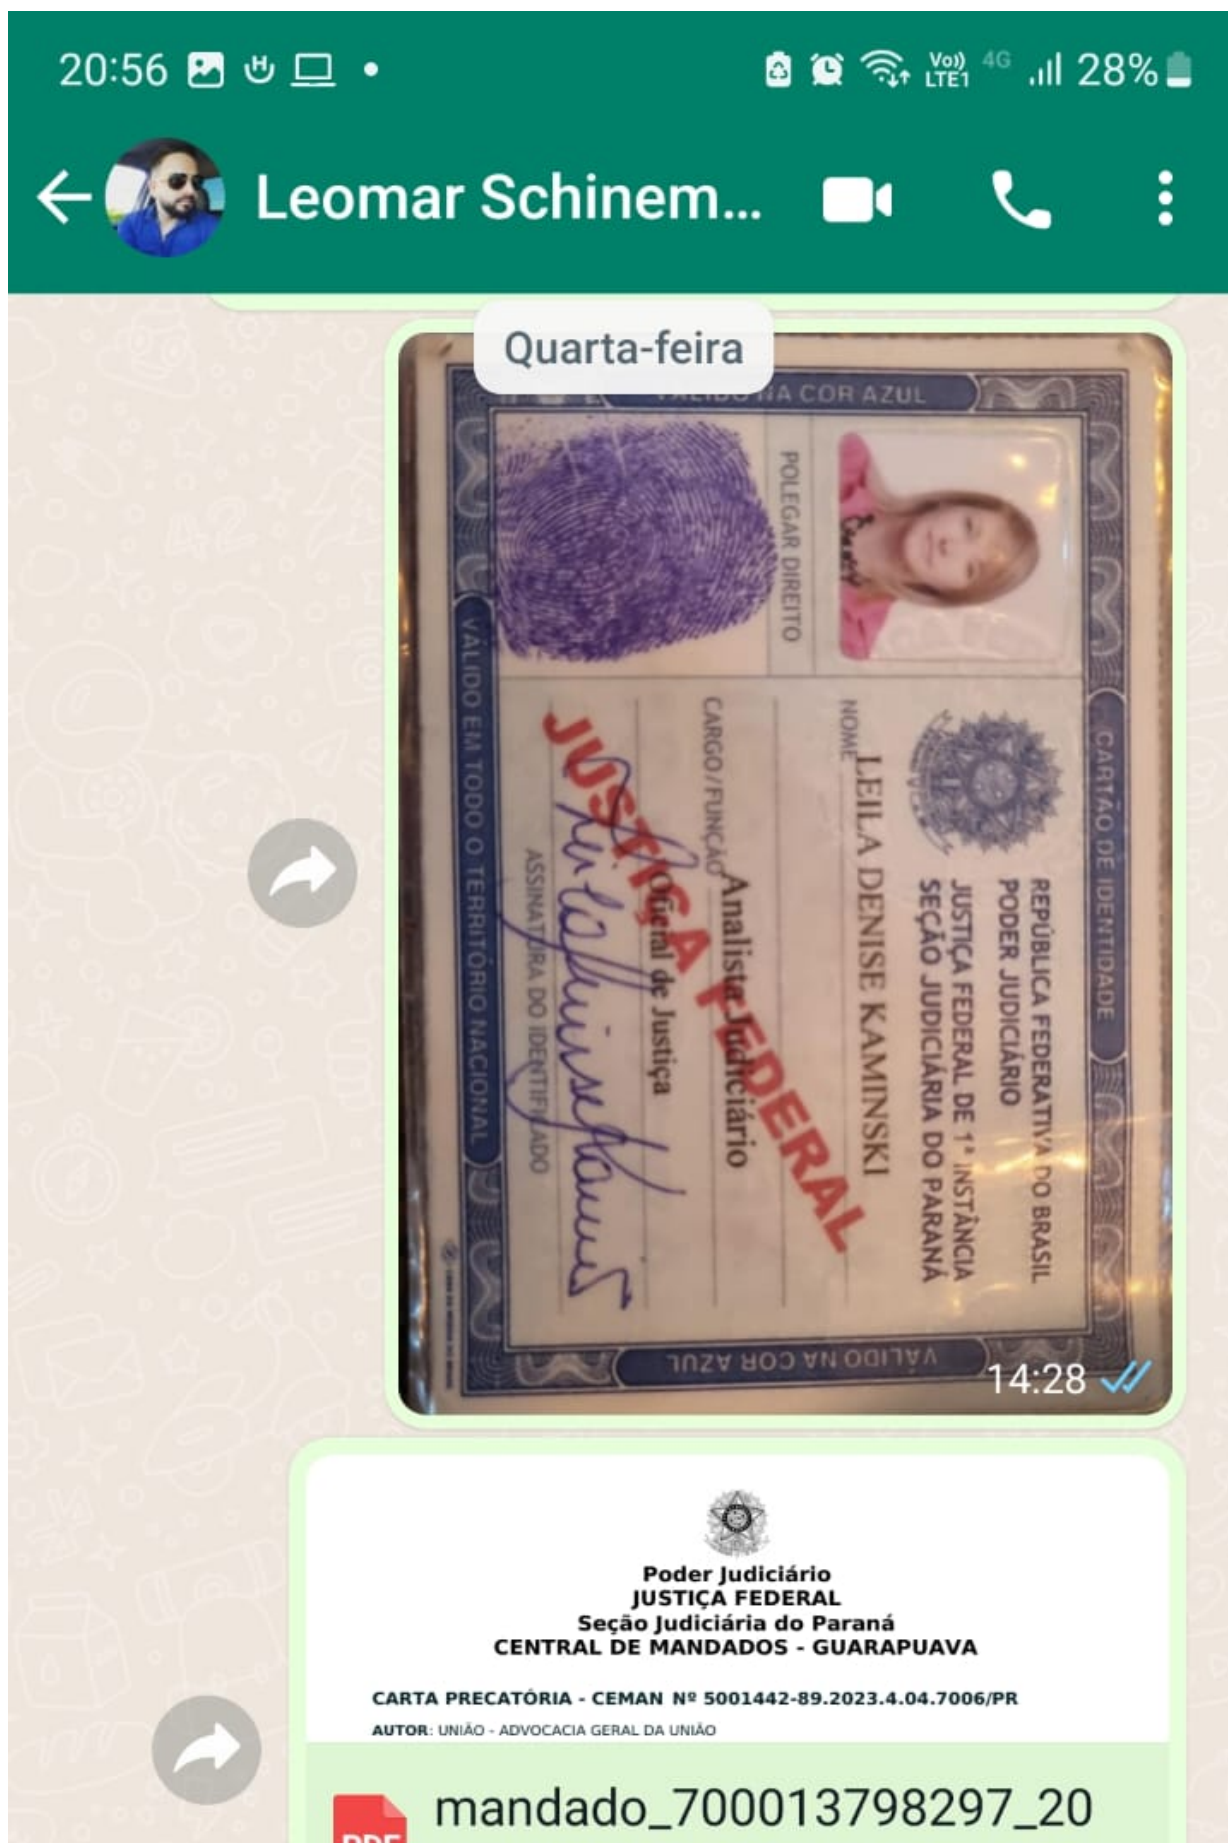 20:56
Vo))
LTE1
4G
28%
Leomar Schinem...
Quarta-feira
VÁLIDO NA COR AZUL
CARTÃO DE IDENTIDADE
REPÚBLICA FEDERATIVA DO BRASIL
PODER JUDICIÁRIO
JUSTIÇA FEDERAL DE 1ª INSTÂNCIA
SEÇÃO JUDICIÁRIA DO PARANÁ
POLEGAR DIREITO
NOME
LEILA DENISE KAMINSKI
CARGO/FUNÇÃO
Analista Judiciário
Oficial de Justiça
JUSTIÇA FEDERAL
ASSINATURA DO IDENTIFICADO
VÁLIDO EM TODO O TERRITÓRIO NACIONAL
VÁLIDO NA COR AZUL
14:28
Poder Judiciário
JUSTIÇA FEDERAL
Seção Judiciária do Paraná
CENTRAL DE MANDADOS - GUARAPUAVA
CARTA PRECATÓRIA - CEMAN Nº 5001442-89.2023.4.04.7006/PR
AUTOR: UNIÃO - ADVOCACIA GERAL DA UNIÃO
PDF
mandado_700013798297_20